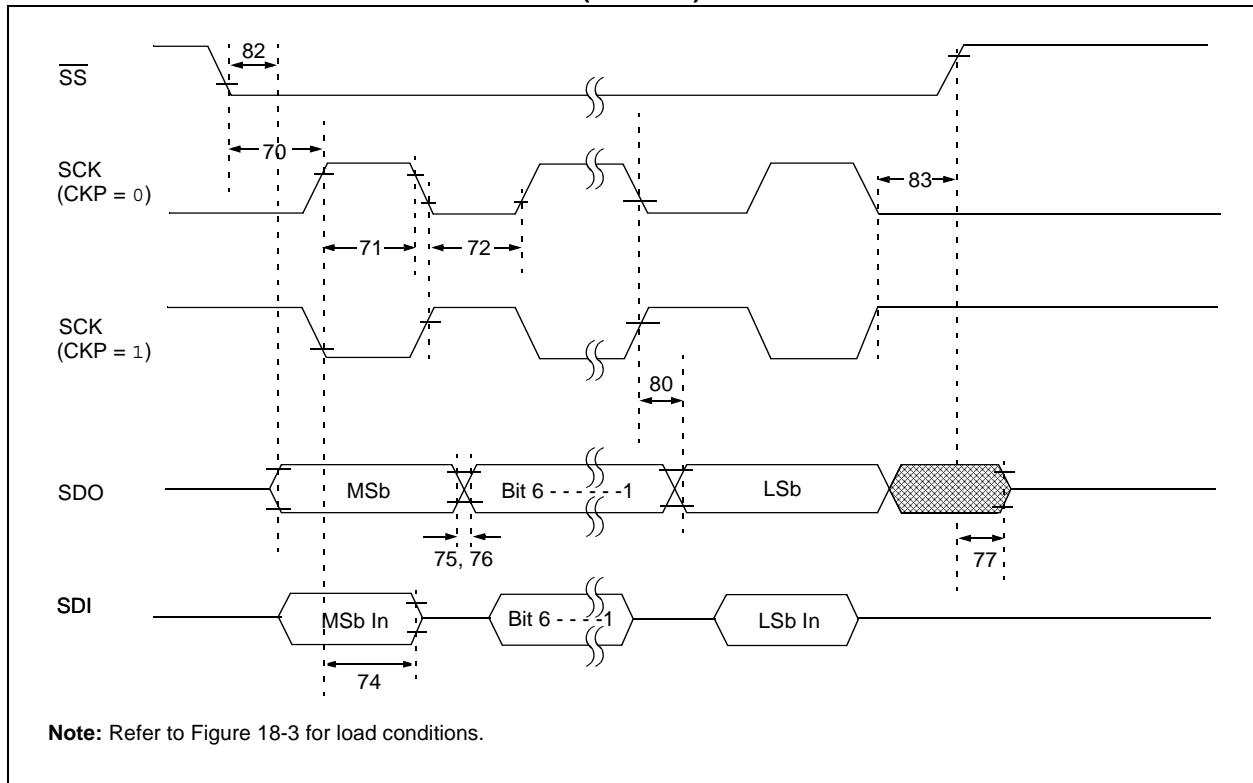 82
SS
70
SCK
(CKP = 0)
83
71
72
SCK
(CKP = 1)
80
SDO
MSb
Bit 6 - - - - - -1
LSb
75, 76
77
SDI
MSb In
Bit 6 - - - -1
LSb In
74
Note: Refer to Figure 18-3 for load conditions.